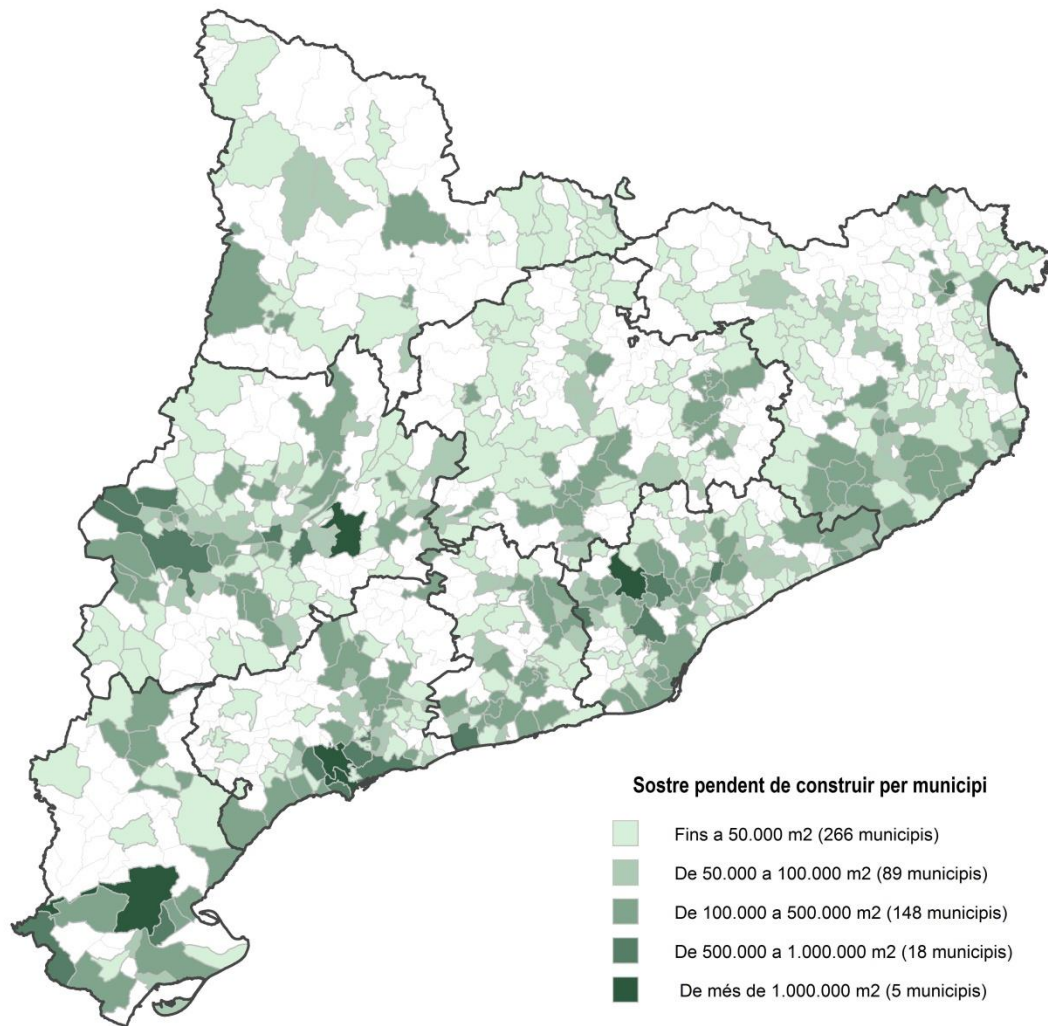 Sostre pendent de construir per municipi
Fins a 50.000 m2 (266 municipis)
De 50.000 a 100.000 m2 (89 municipis)
De 100.000 a 500.000 m2 (148 municipis)
De 500.000 a 1.000.000 m2 (18 municipis)
De més de 1.000.000 m2 (5 municipis)